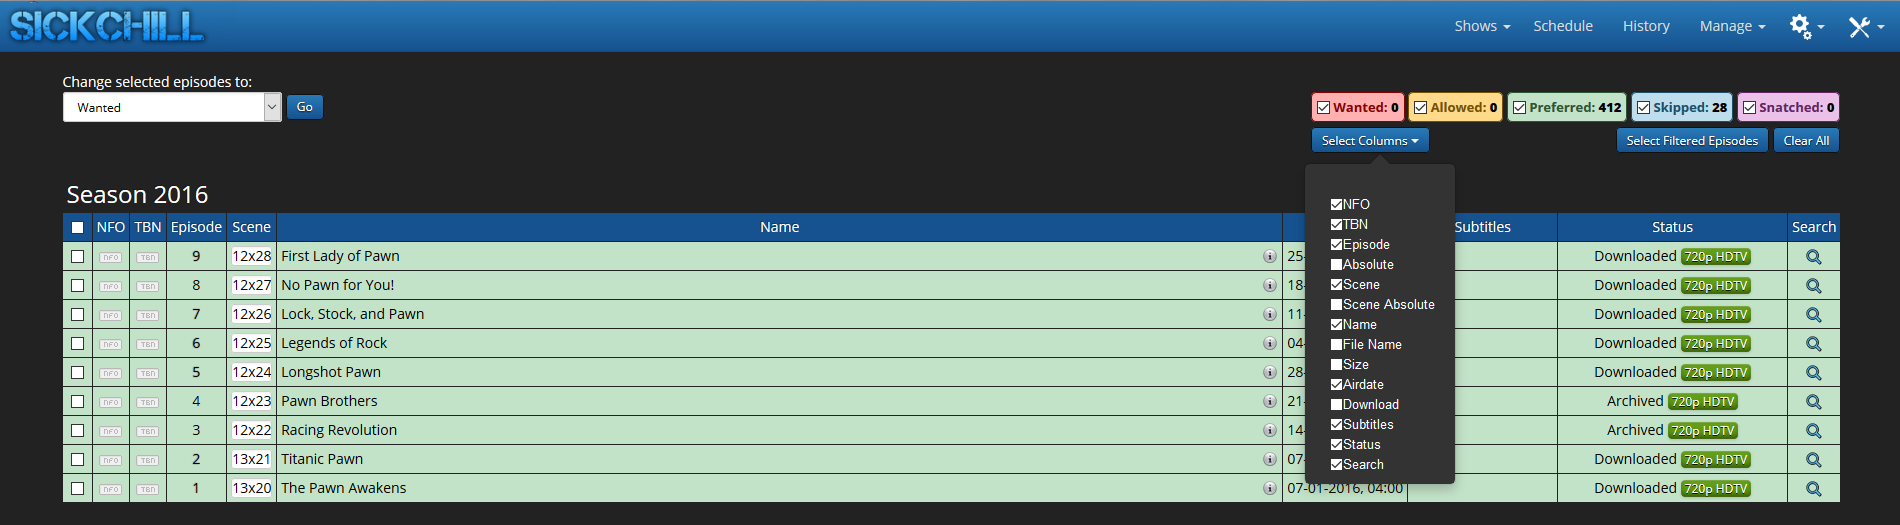 SICKCHILL
Shows Schedule History Manage
Change selected episodes to:
Wanted Go
Wanted: 0 Allowed: 0 Preferred: 412 Skipped: 28 Snatched: 0
Select Columns Select Filtered Episodes Clear All
Season 2016
NFO TBN Episode Scene Name Subtitles Status Search
NFO TBN 9 12x28 First Lady of Pawn 25- Downloaded 720p HDTV
NFO TBN 8 12x27 No Pawn for You! 18- Downloaded 720p HDTV
NFO TBN 7 12x26 Lock, Stock, and Pawn 11- Downloaded 720p HDTV
NFO TBN 6 12x25 Legends of Rock 04- Downloaded 720p HDTV
NFO TBN 5 12x24 Longshot Pawn 28- Downloaded 720p HDTV
NFO TBN 4 12x23 Pawn Brothers 21- Archived 720p HDTV
NFO TBN 3 12x22 Racing Revolution 14- Archived 720p HDTV
NFO TBN 2 13x21 Titanic Pawn 07- Downloaded 720p HDTV
NFO TBN 1 13x20 The Pawn Awakens 07-01-2016, 04:00 Downloaded 720p HDTV
NFO
TBN
Episode
Absolute
Scene
Scene Absolute
Name
File Name
Size
Airdate
Download
Subtitles
Status
Search